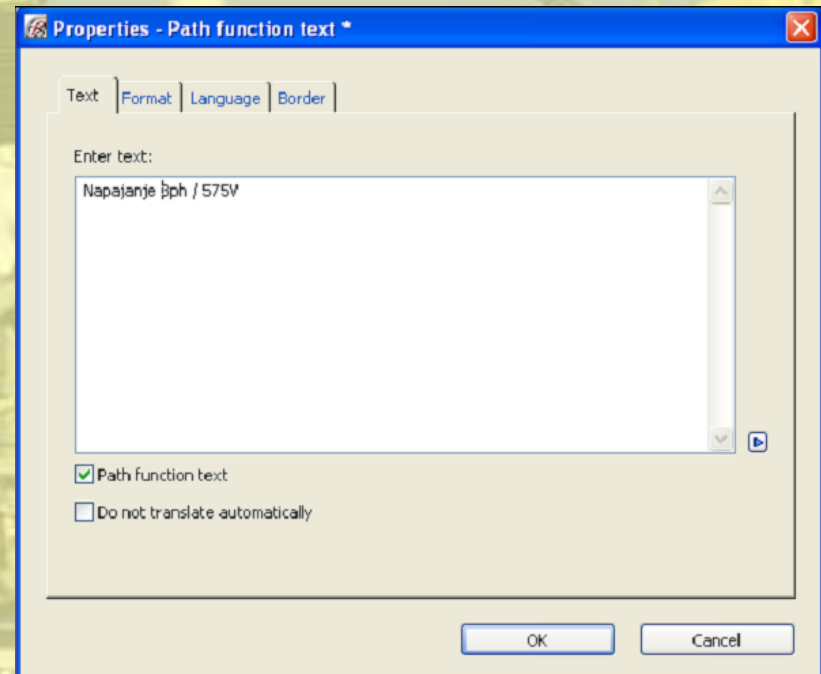 Properties - Path function text *
Text Format Language Border
Enter text:
Napajanje 3ph / 575V
Path function text
Do not translate automatically
OK Cancel